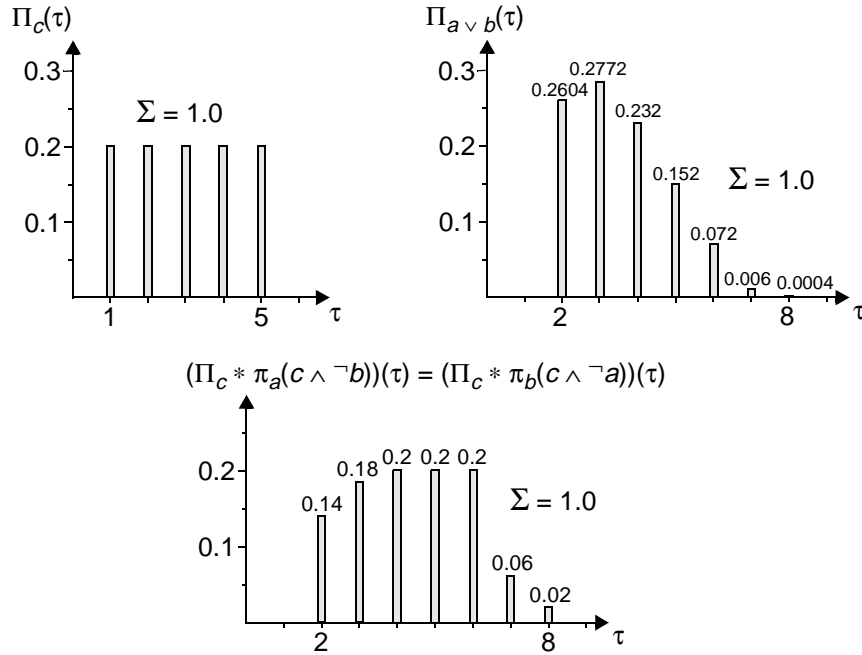 Π_c(τ)
0.3
0.2
0.1
Σ = 1.0
1 5 τ
Π_{a ∨ b}(τ)
0.3
0.2
0.1
0.2604
0.2772
0.232
0.152
0.072
0.006
0.0004
Σ = 1.0
2 8 τ
(Π_c * π_a(c ∧ ¬b))(τ) = (Π_c * π_b(c ∧ ¬a))(τ)
0.2
0.1
0.14
0.18
0.2
0.2
0.2
0.06
0.02
Σ = 1.0
2 8 τ